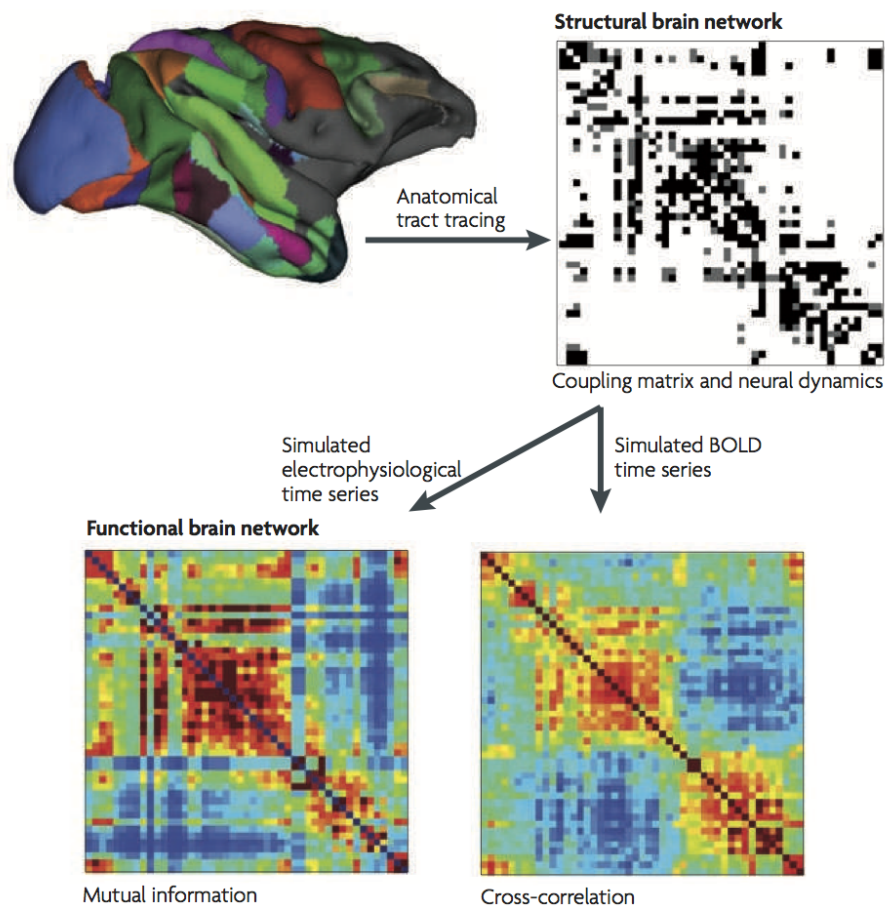 Structural brain network
Anatomical
tract tracing
Coupling matrix and neural dynamics
Simulated
electrophysiological
time series
Simulated BOLD
time series
Functional brain network
Mutual information
Cross-correlation